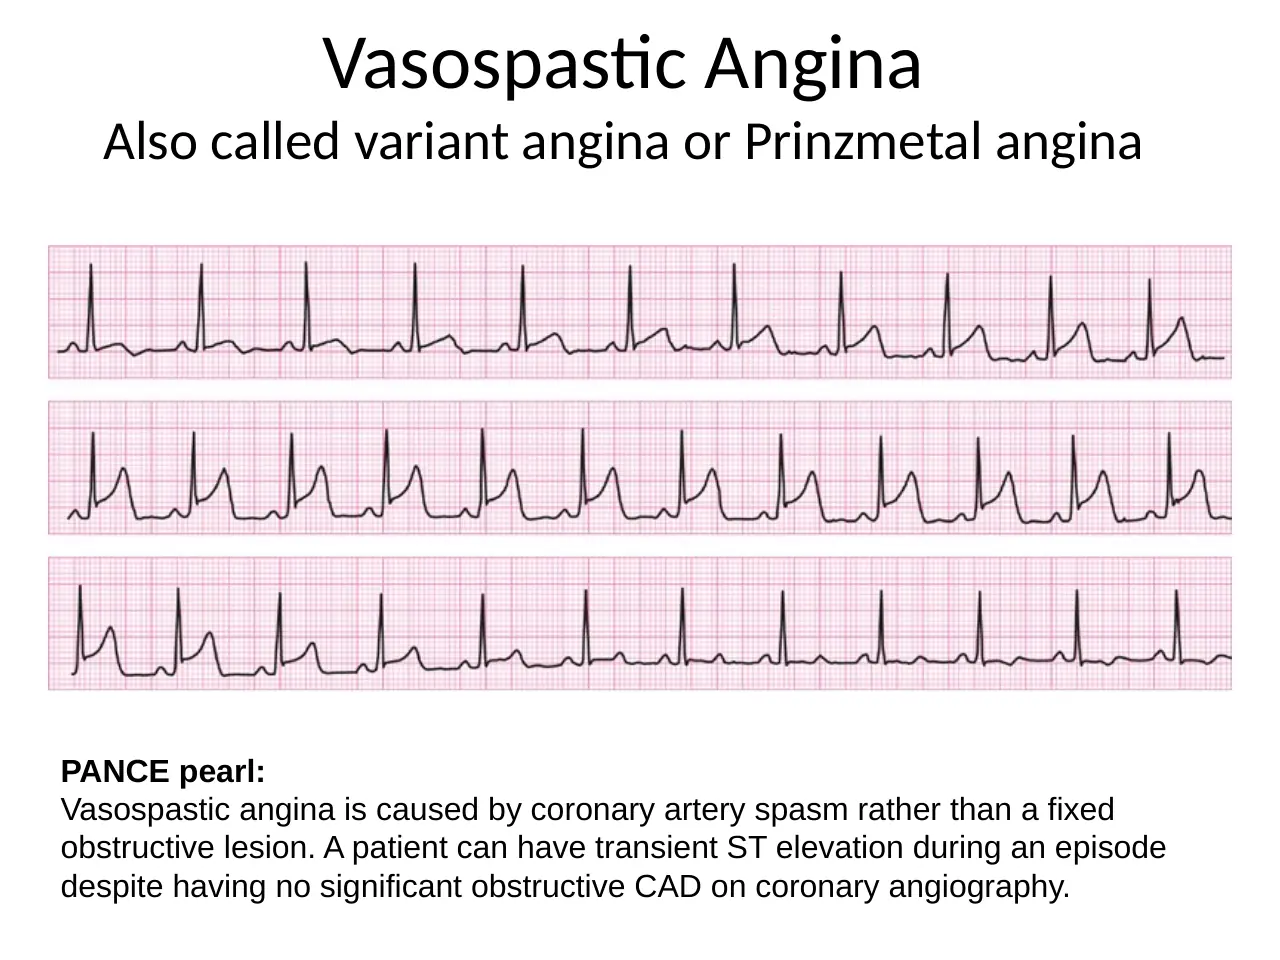 Vasospastic Angina
Also called variant angina or Prinzmetal angina
PANCE pearl:
Vasospastic angina is caused by coronary artery spasm rather than a fixed
obstructive lesion. A patient can have transient ST elevation during an episode
despite having no significant obstructive CAD on coronary angiography.